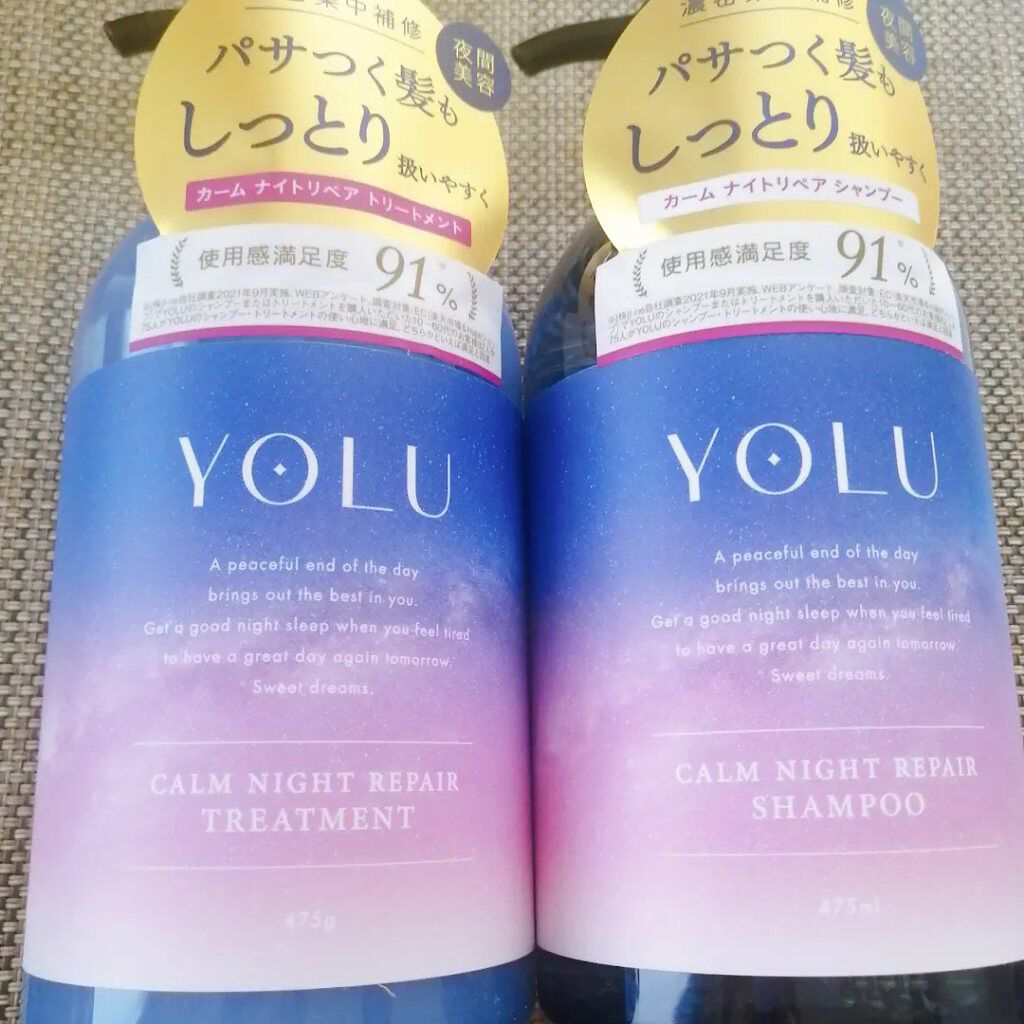 集中補修
夜間
美容
パサつく髪も
しっとり
扱いやすく
カーム ナイトリペア トリートメント
使用感満足度 91%
YOLU
A peaceful end of the day
brings out the best in you.
Get a good night sleep when you feel tired
to have a great day again tomorrow.
Sweet dreams.
CALM NIGHT REPAIR
TREATMENT
475g
濃密
補修
夜間
美容
パサつく髪も
しっとり
扱いやすく
カーム ナイトリペア シャンプー
使用感満足度 91%
YOLU
A peaceful end of the day
brings out the best in you.
Get a good night sleep when you feel tired
to have a great day again tomorrow.
Sweet dreams.
CALM NIGHT REPAIR
SHAMPOO
475ml